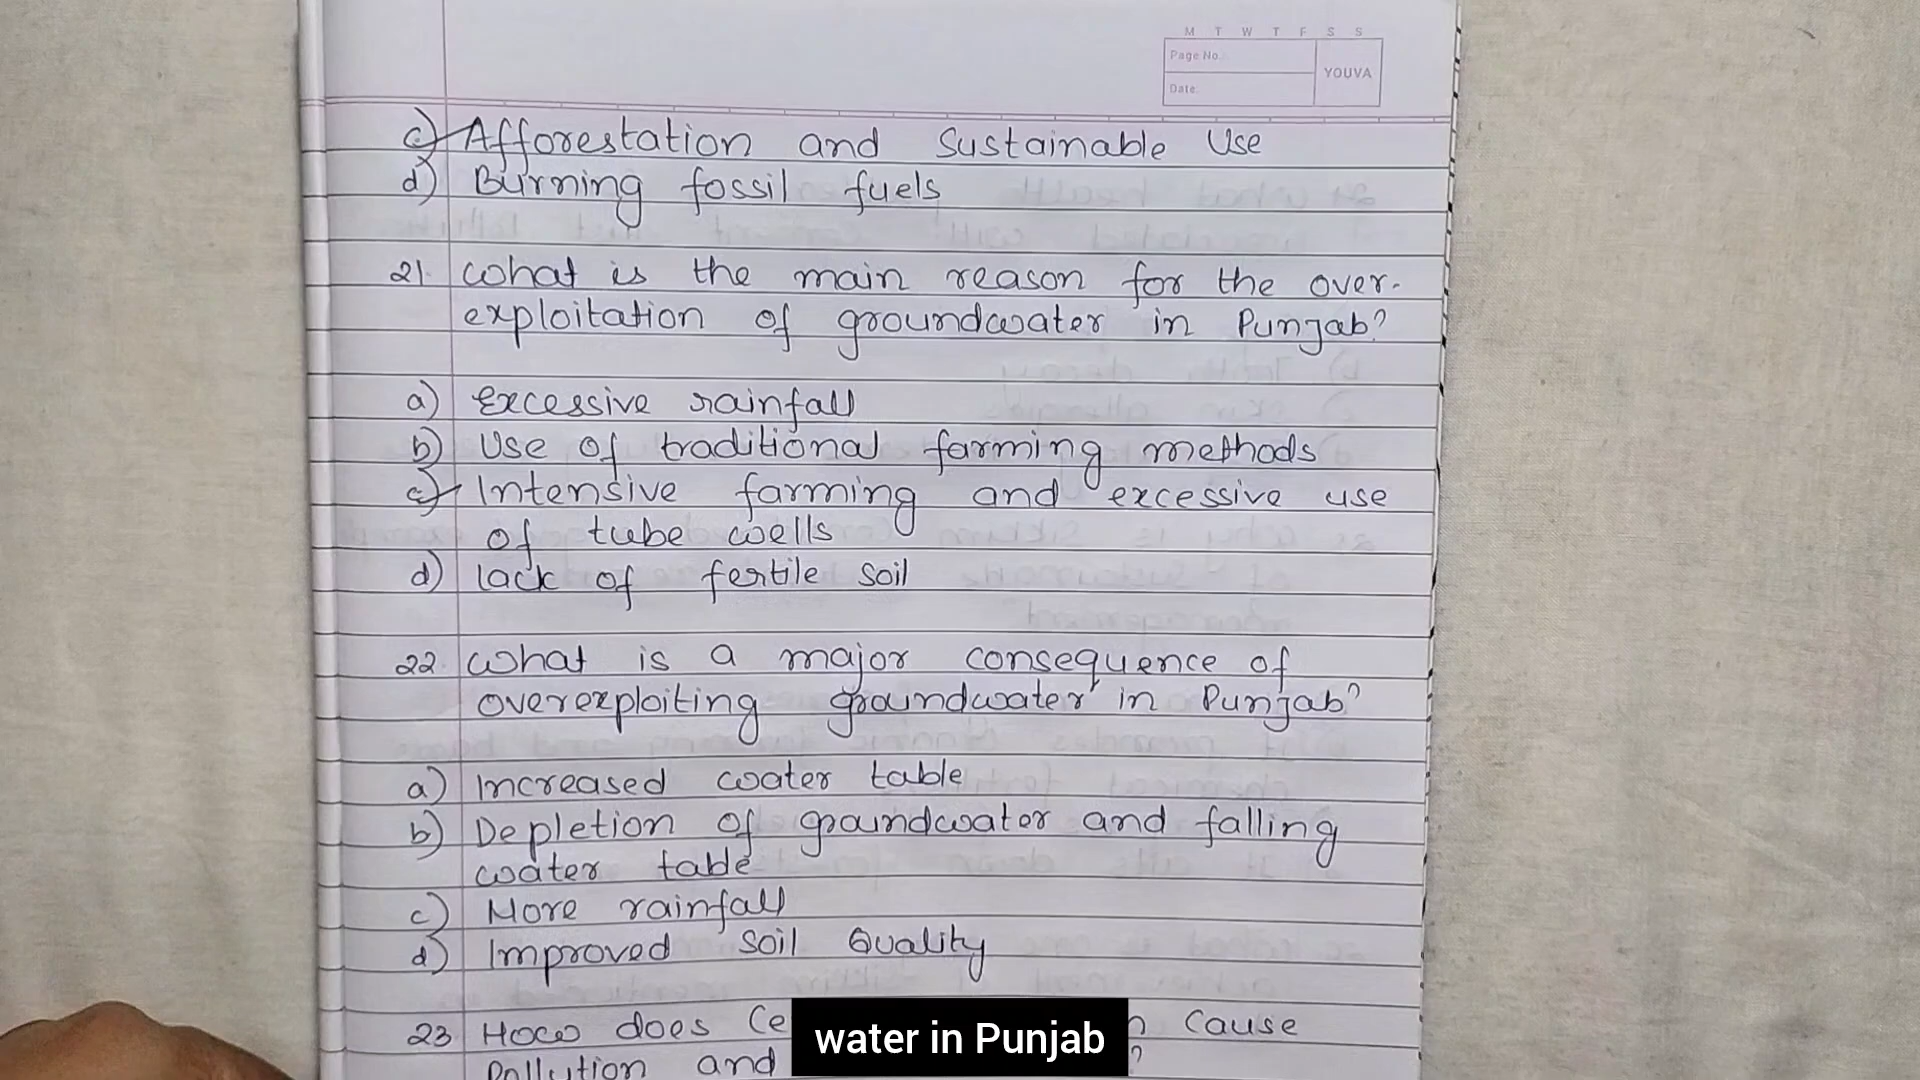 M T W T F S S
Page No.
YOUVA
Date.
c) Afforestation and Sustainable Use
d) Burning fossil fuels
21. What is the main reason for the over-
exploitation of groundwater in Punjab?
a) Excessive rainfall
b) Use of traditional farming methods
c) Intensive farming and excessive use
of tube wells
d) lack of fertile soil
22. What is a major consequence of
overexploiting groundwater in Punjab?
a) Increased water table
b) Depletion of groundwater and falling
water table
c) More rainfall
d) Improved soil Quality
23 How does Cause
Pollution and ?
water in Punjab